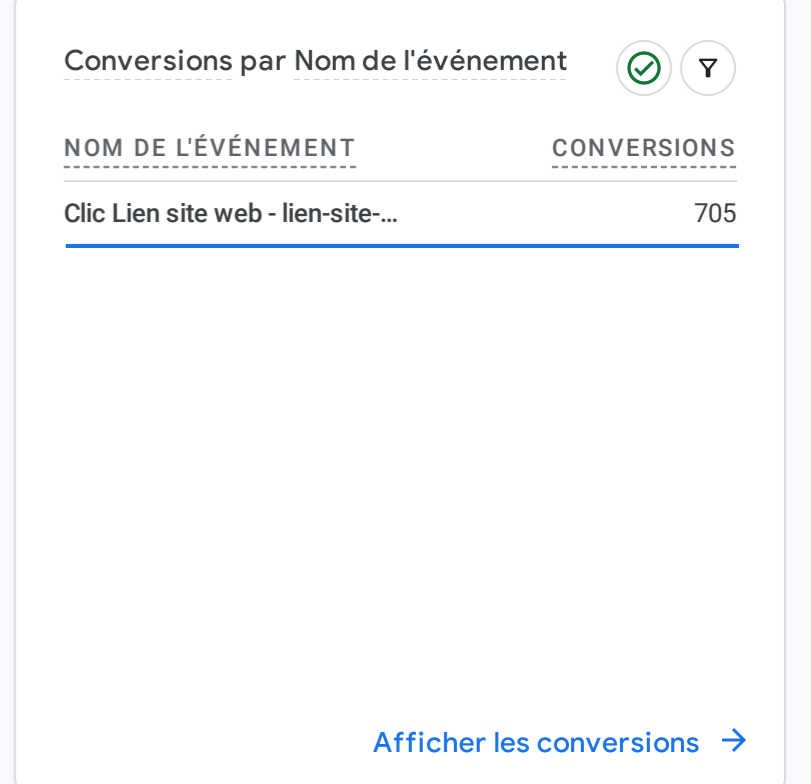 Conversions par Nom de l'événement
NOM DE L'ÉVÉNEMENT CONVERSIONS
Clic Lien site web - lien-site-... 705
Afficher les conversions